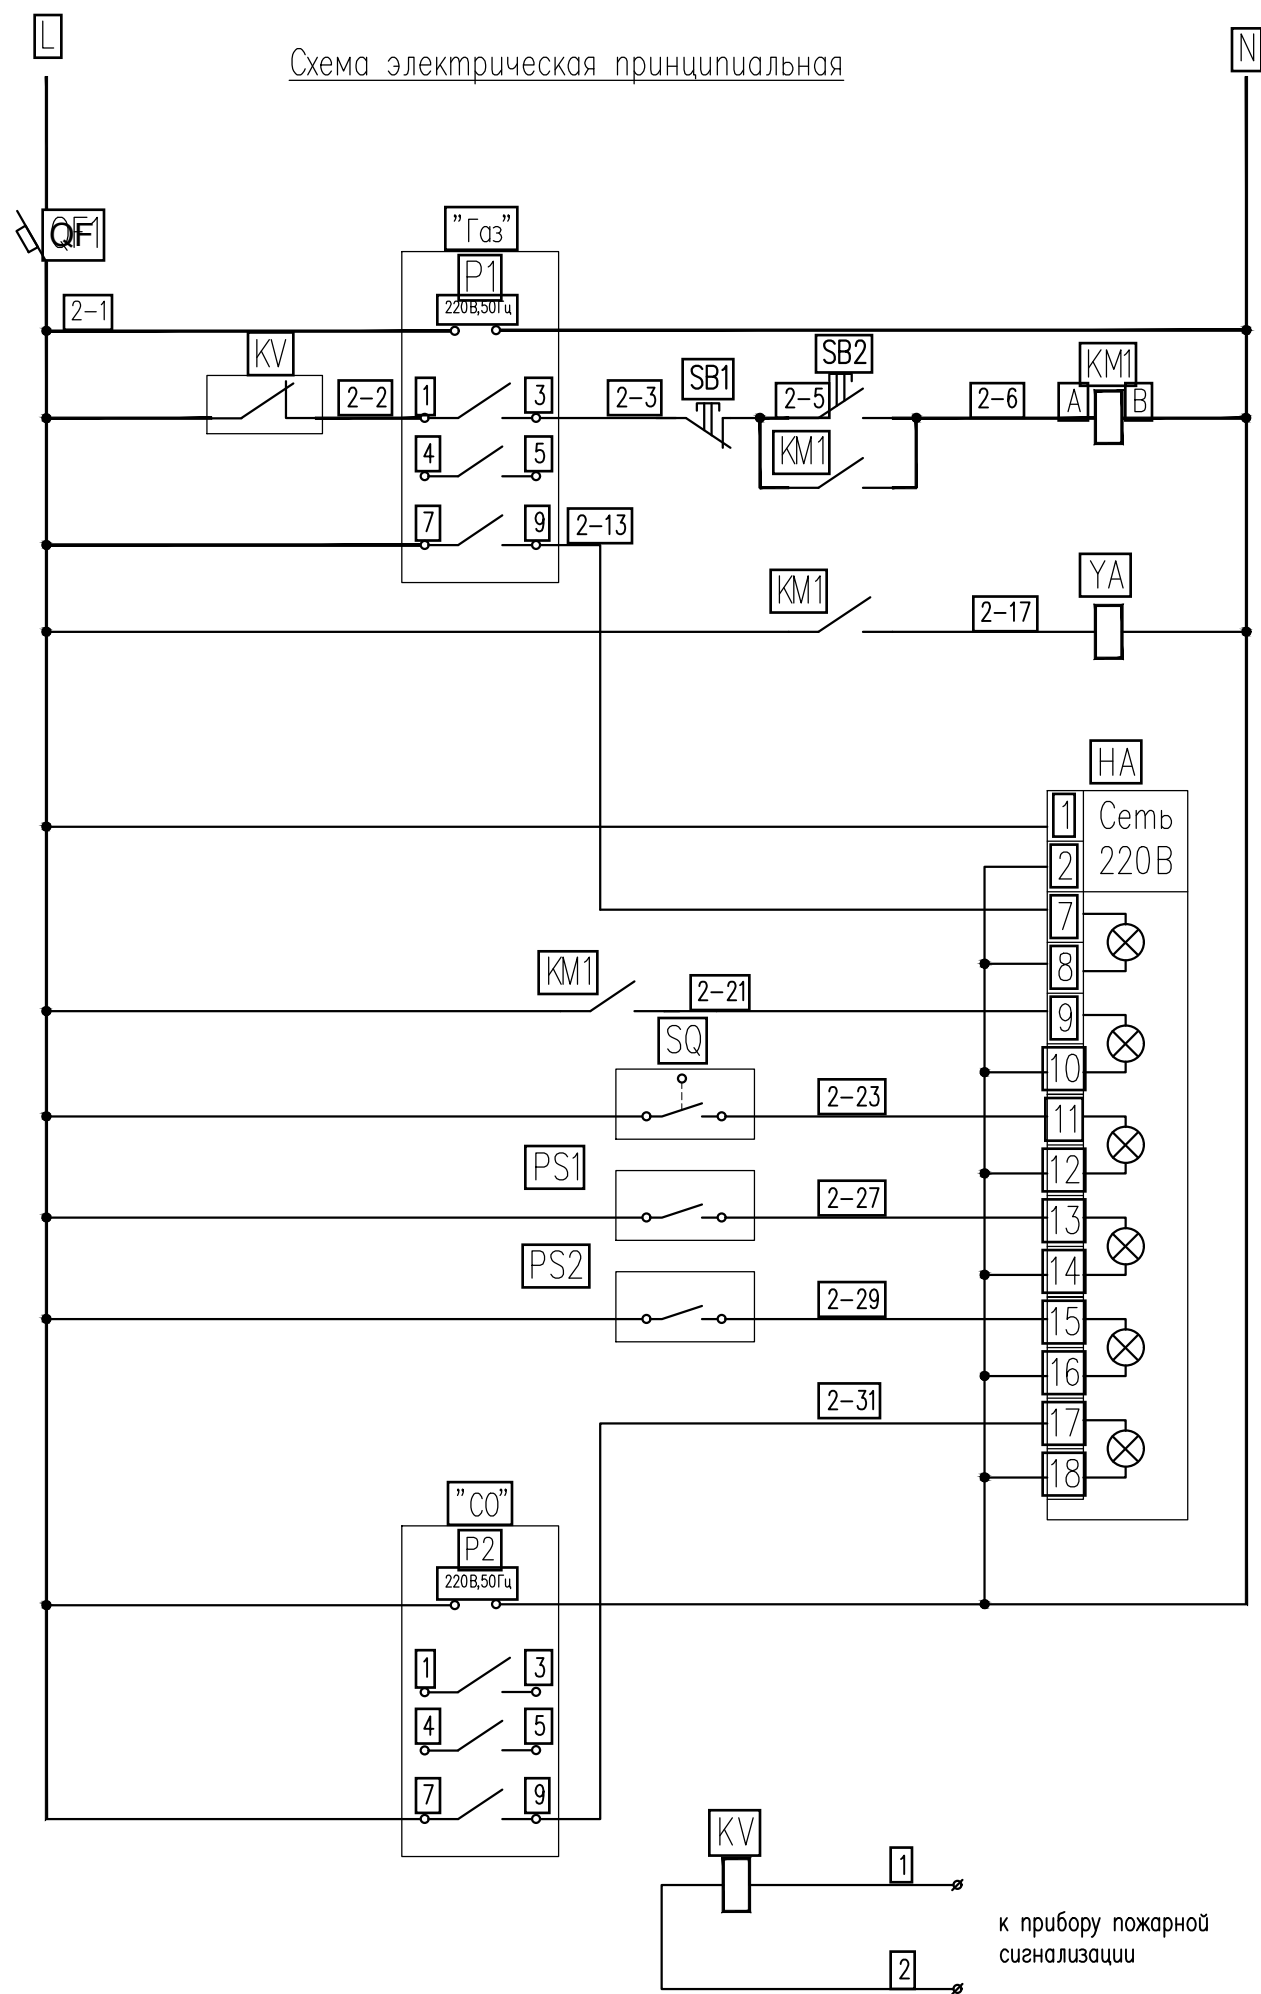 L
N
Схема электрическая принципиальная
QF1
QF
"Газ"
P1
220В,50Гц
2-1
KV
2-2
1
3
2-3
SB1
SB2
2-5
2-6
KM1
A
B
4
5
KM1
7
9
2-13
KM1
2-17
YA
HA
1
Сеть
2
220В
7
8
KM1
2-21
9
SQ
10
2-23
11
PS1
12
2-27
13
PS2
14
2-29
15
16
2-31
17
18
"CO"
P2
220В,50Гц
1
3
4
5
7
9
KV
1
к прибору пожарной
сигнализации
2